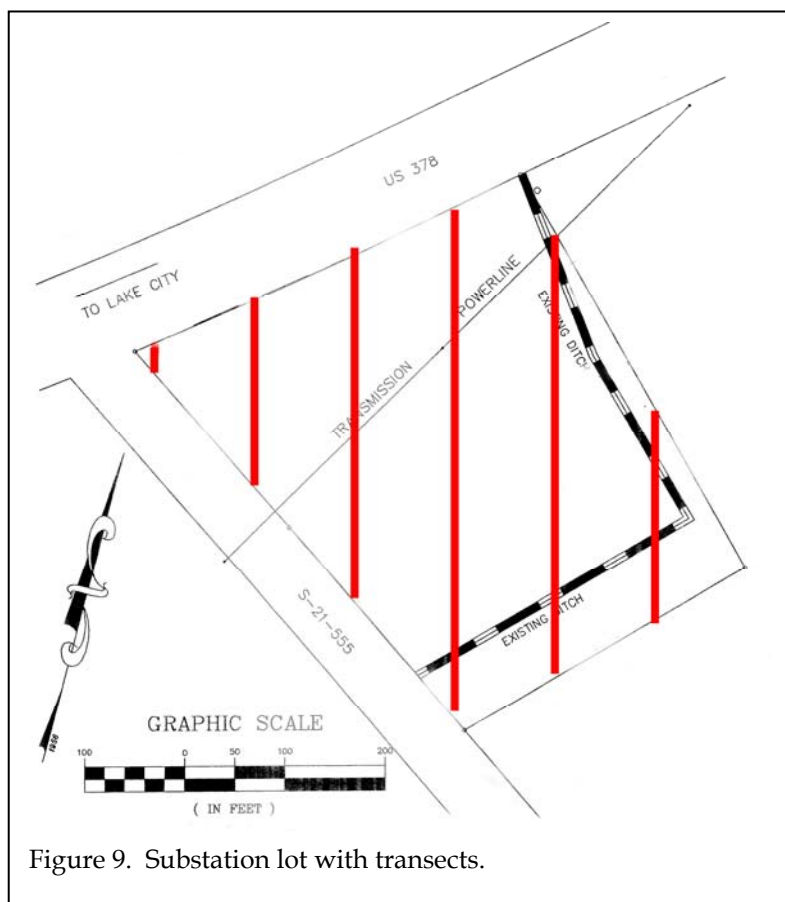 US 378
TO LAKE CITY
POWERLINE
TRANSMISSION
EXISTING DITCH
S-21-555
EXISTING DITCH
1956
GRAPHIC SCALE
100 0 50 100 200
( IN FEET )
Figure 9. Substation lot with transects.